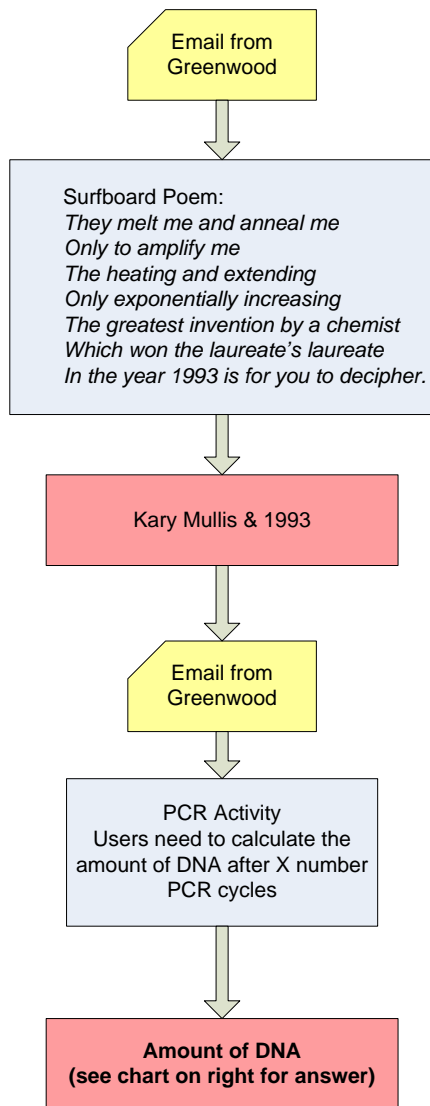 Email from
Greenwood
Surfboard Poem:
They melt me and anneal me
Only to amplify me
The heating and extending
Only exponentially increasing
The greatest invention by a chemist
Which won the laureate's laureate
In the year 1993 is for you to decipher.
Kary Mullis & 1993
Email from
Greenwood
PCR Activity
Users need to calculate the
amount of DNA after X number
PCR cycles
Amount of DNA
(see chart on right for answer)